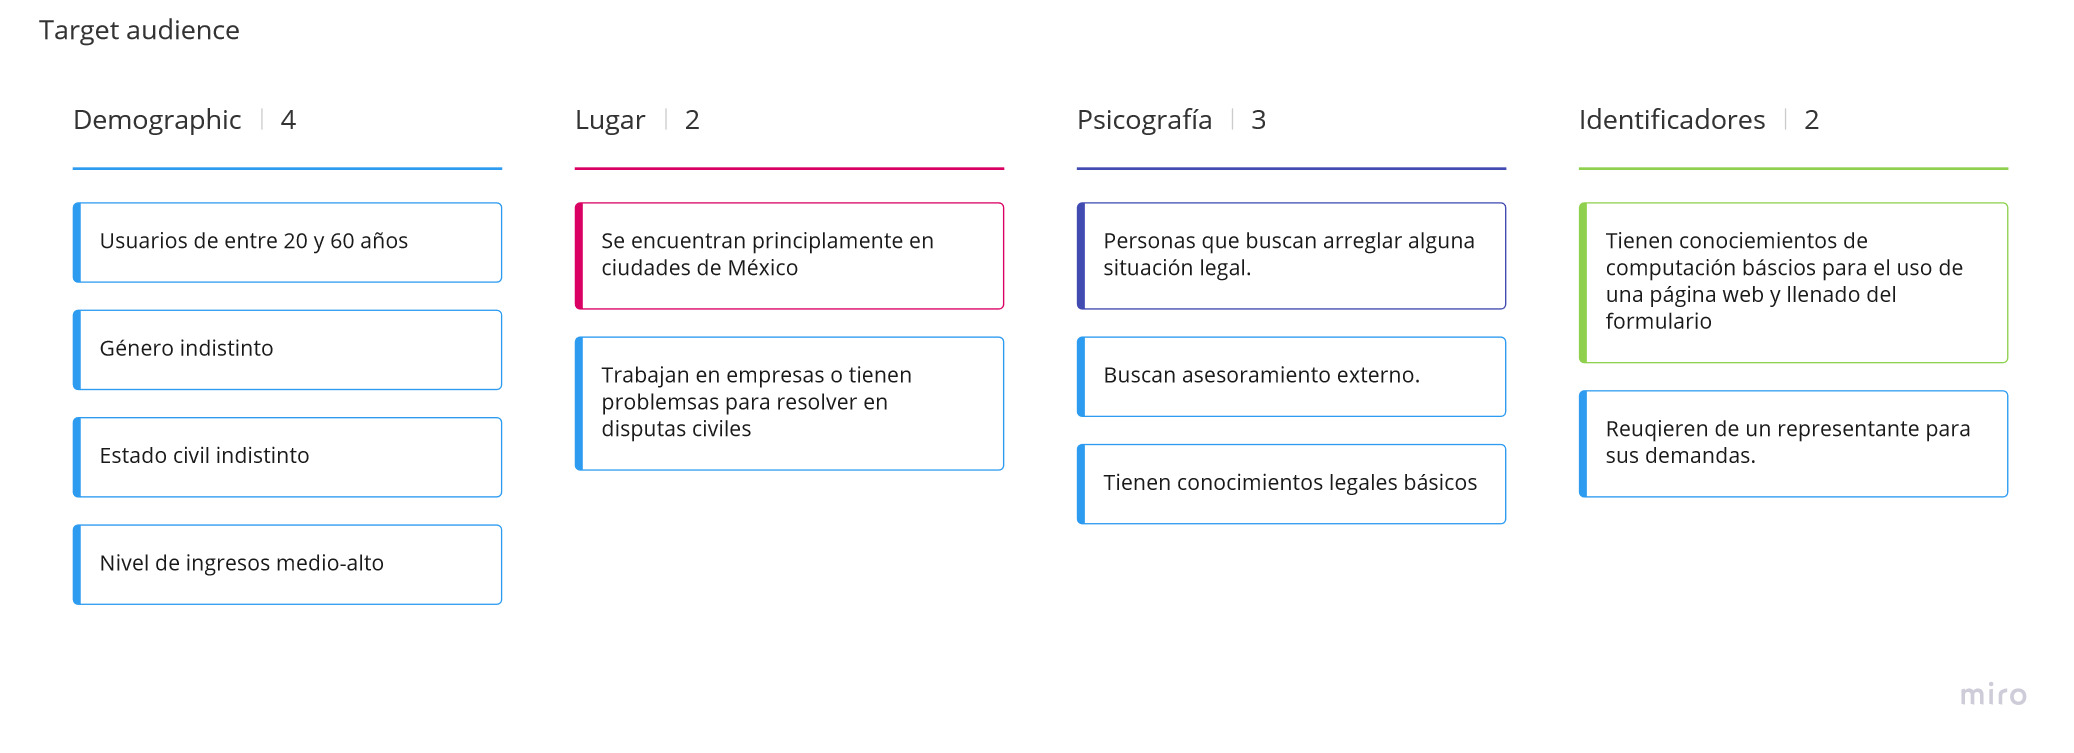 Target audience
Demographic | 4
Usuarios de entre 20 y 60 años
Género indistinto
Estado civil indistinto
Nivel de ingresos medio-alto
Lugar | 2
Se encuentran principlamente en
ciudades de México
Trabajan en empresas o tienen
problemsas para resolver en
disputas civiles
Psicografía | 3
Personas que buscan arreglar alguna
situación legal.
Buscan asesoramiento externo.
Tienen conocimientos legales básicos
Identificadores | 2
Tienen conociemientos de
computación báscios para el uso de
una página web y llenado del
formulario
Reuqieren de un representante para
sus demandas.
miro